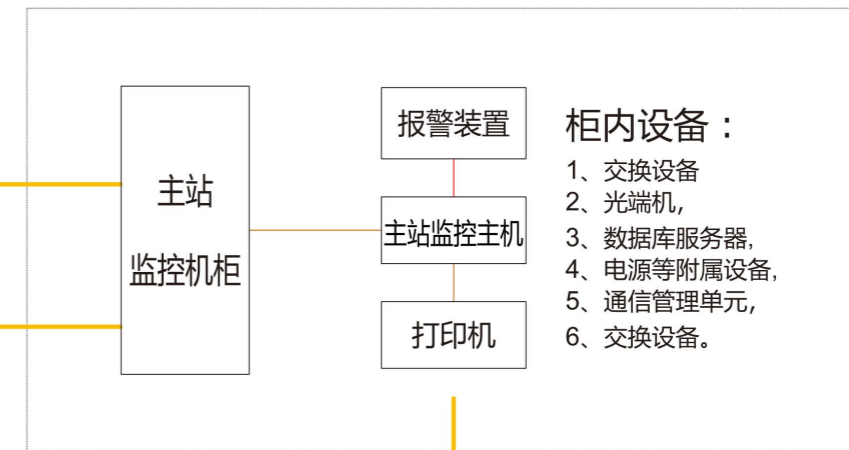 主站
监控机柜
报警装置
主站监控主机
打印机
柜内设备：
1、交换设备
2、光端机，
3、数据库服务器，
4、电源等附属设备，
5、通信管理单元，
6、交换设备。